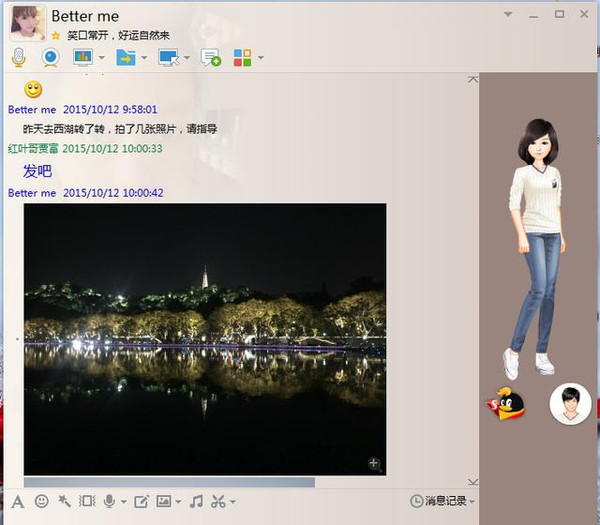 Better me
笑口常开，好运自然来
Better me 2015/10/12 9:58:01
昨天去西湖转了转，拍了几张照片，请指导
红叶哥贾富 2015/10/12 10:00:33
发吧
Better me 2015/10/12 10:00:42
A
消息记录